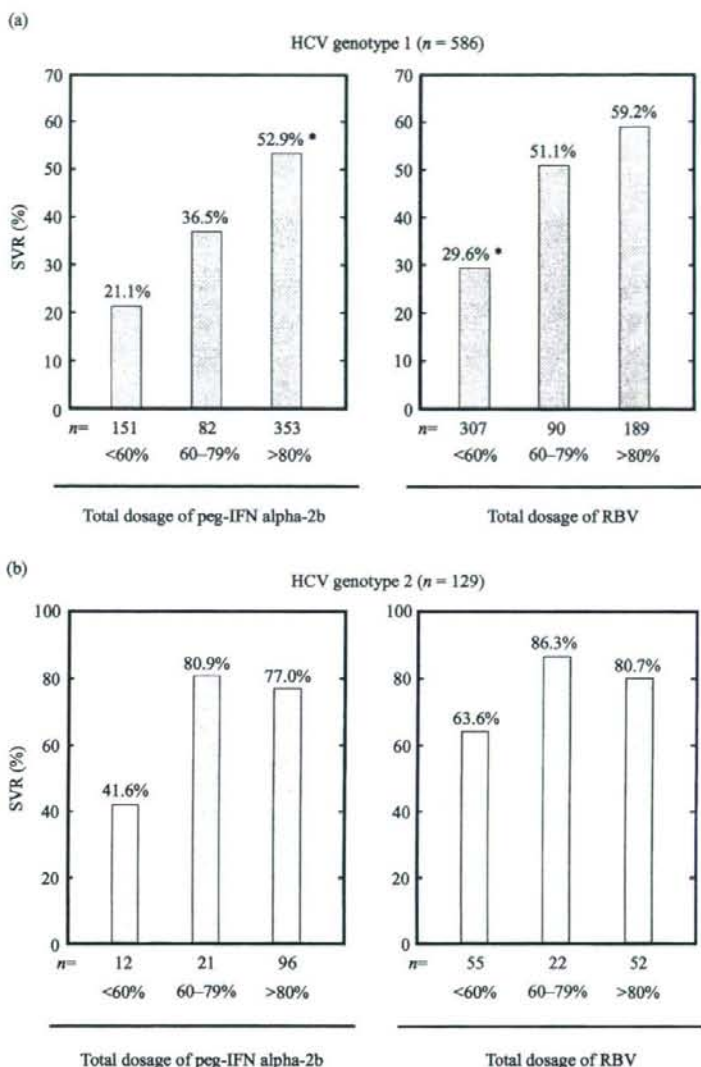 (a)
HCV genotype 1 (n = 586)
SVR (%)
70
60
50
40
30
20
10
0
21.1%
36.5%
52.9% *
n= 151 82 353
<60% 60–79% >80%
Total dosage of peg-IFN alpha-2b
70
60
50
40
30
20
10
0
29.6% *
51.1%
59.2%
307 90 189
<60% 60–79% >80%
Total dosage of RBV
(b)
HCV genotype 2 (n = 129)
SVR (%)
100
80
60
40
20
0
41.6%
80.9%
77.0%
n= 12 21 96
<60% 60–79% >80%
Total dosage of peg-IFN alpha-2b
100
80
60
40
20
0
63.6%
86.3%
80.7%
n= 55 22 52
<60% 60–79% >80%
Total dosage of RBV